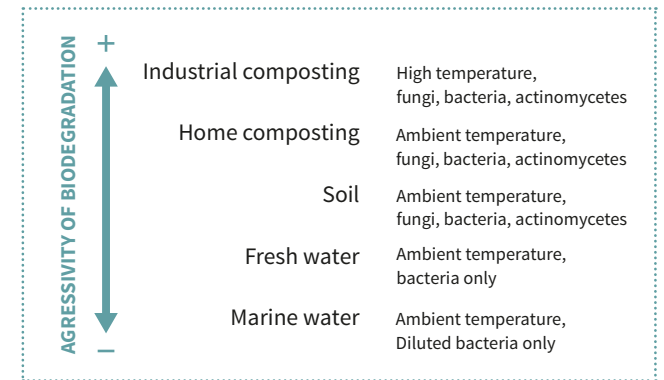 AGRESSIVITY OF BIODEGRADATION
+
Industrial composting
High temperature,
fungi, bacteria, actinomycetes
Home composting
Ambient temperature,
fungi, bacteria, actinomycetes
Soil
Ambient temperature,
fungi, bacteria, actinomycetes
Fresh water
Ambient temperature,
bacteria only
Marine water
Ambient temperature,
Diluted bacteria only
–